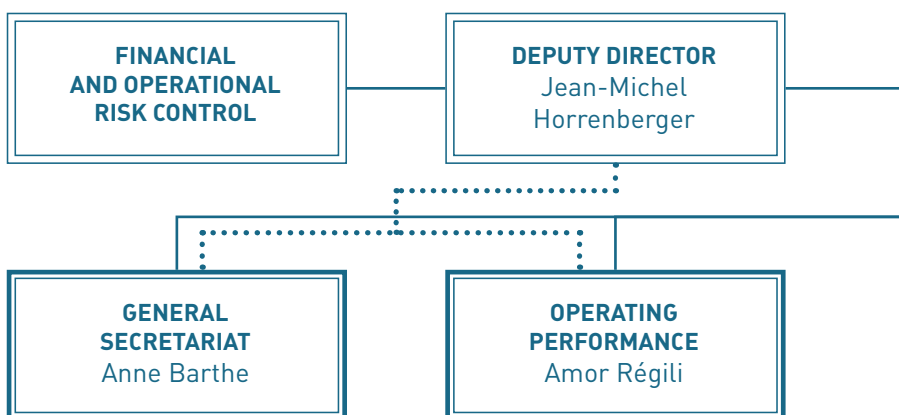 FINANCIAL
AND OPERATIONAL
RISK CONTROL
DEPUTY DIRECTOR
Jean-Michel
Horrenberger
GENERAL
SECRETARIAT
Anne Barthe
OPERATING
PERFORMANCE
Amor Régili